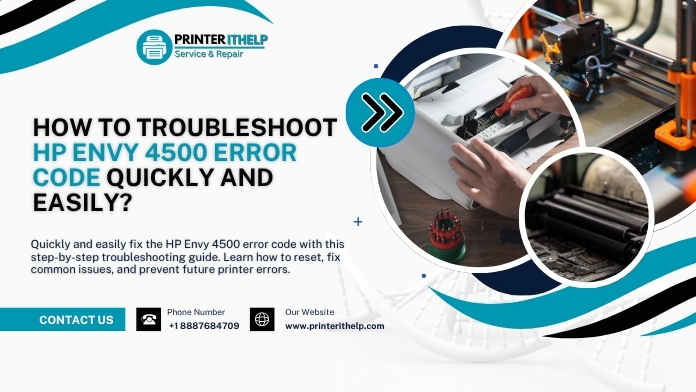 PRINTER ITHELP
Service & Repair
HOW TO TROUBLESHOOT
HP ENVY 4500 ERROR
CODE QUICKLY AND
EASILY?
Quickly and easily fix the HP Envy 4500 error code with this
step-by-step troubleshooting guide. Learn how to reset, fix
common issues, and prevent future printer errors.
CONTACT US
Phone Number
+1 8887684709
Our Website
www.printerithelp.com